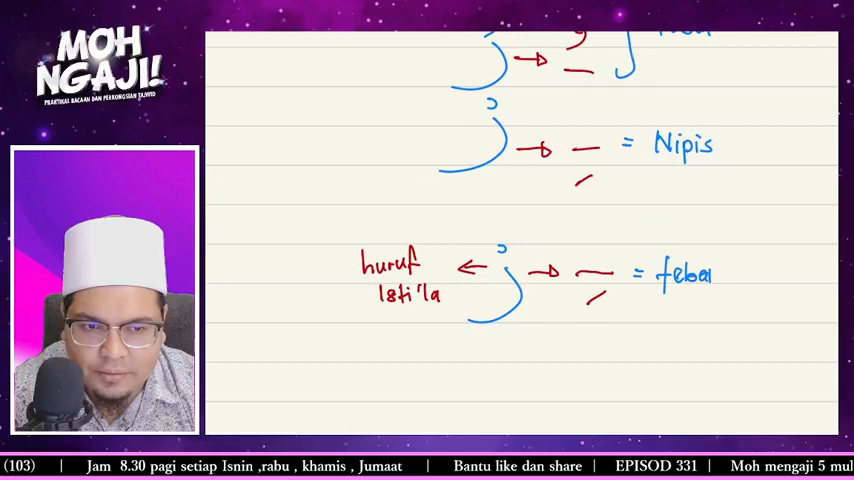 MOH
NGAJI!
PRAKTIKAL BACAAN DAN PERKONGSIAN TAJWID
= Nipis
huruf
Isti'la
= tebal
(103) | Jam 8.30 pagi setiap Isnin ,rabu , khamis , Jumaat | Bantu like dan share | EPISOD 331 | Moh mengaji 5 mul